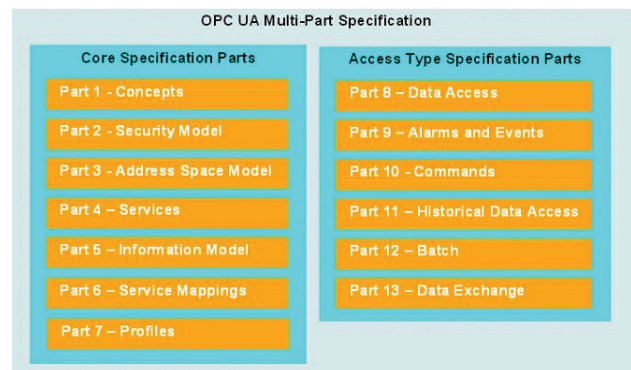 OPC UA Multi-Part Specification
Core Specification Parts
Part 1 - Concepts
Part 2 - Security Model
Part 3 - Address Space Model
Part 4 – Services
Part 5 – Information Model
Part 6 – Service Mappings
Part 7 – Profiles
Access Type Specification Parts
Part 8 – Data Access
Part 9 – Alarms and Events
Part 10 - Commands
Part 11 – Historical Data Access
Part 12 – Batch
Part 13 – Data Exchange